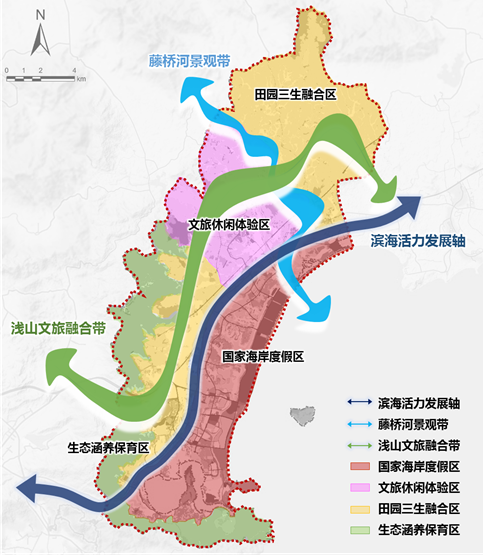 N
0 1 2 4
km
藤桥河景观带
田园三生融合区
文旅休闲体验区
滨海活力发展轴
浅山文旅融合带
国家海岸度假区
生态涵养保育区
滨海活力发展轴
藤桥河景观带
浅山文旅融合带
国家海岸度假区
文旅休闲体验区
田园三生融合区
生态涵养保育区